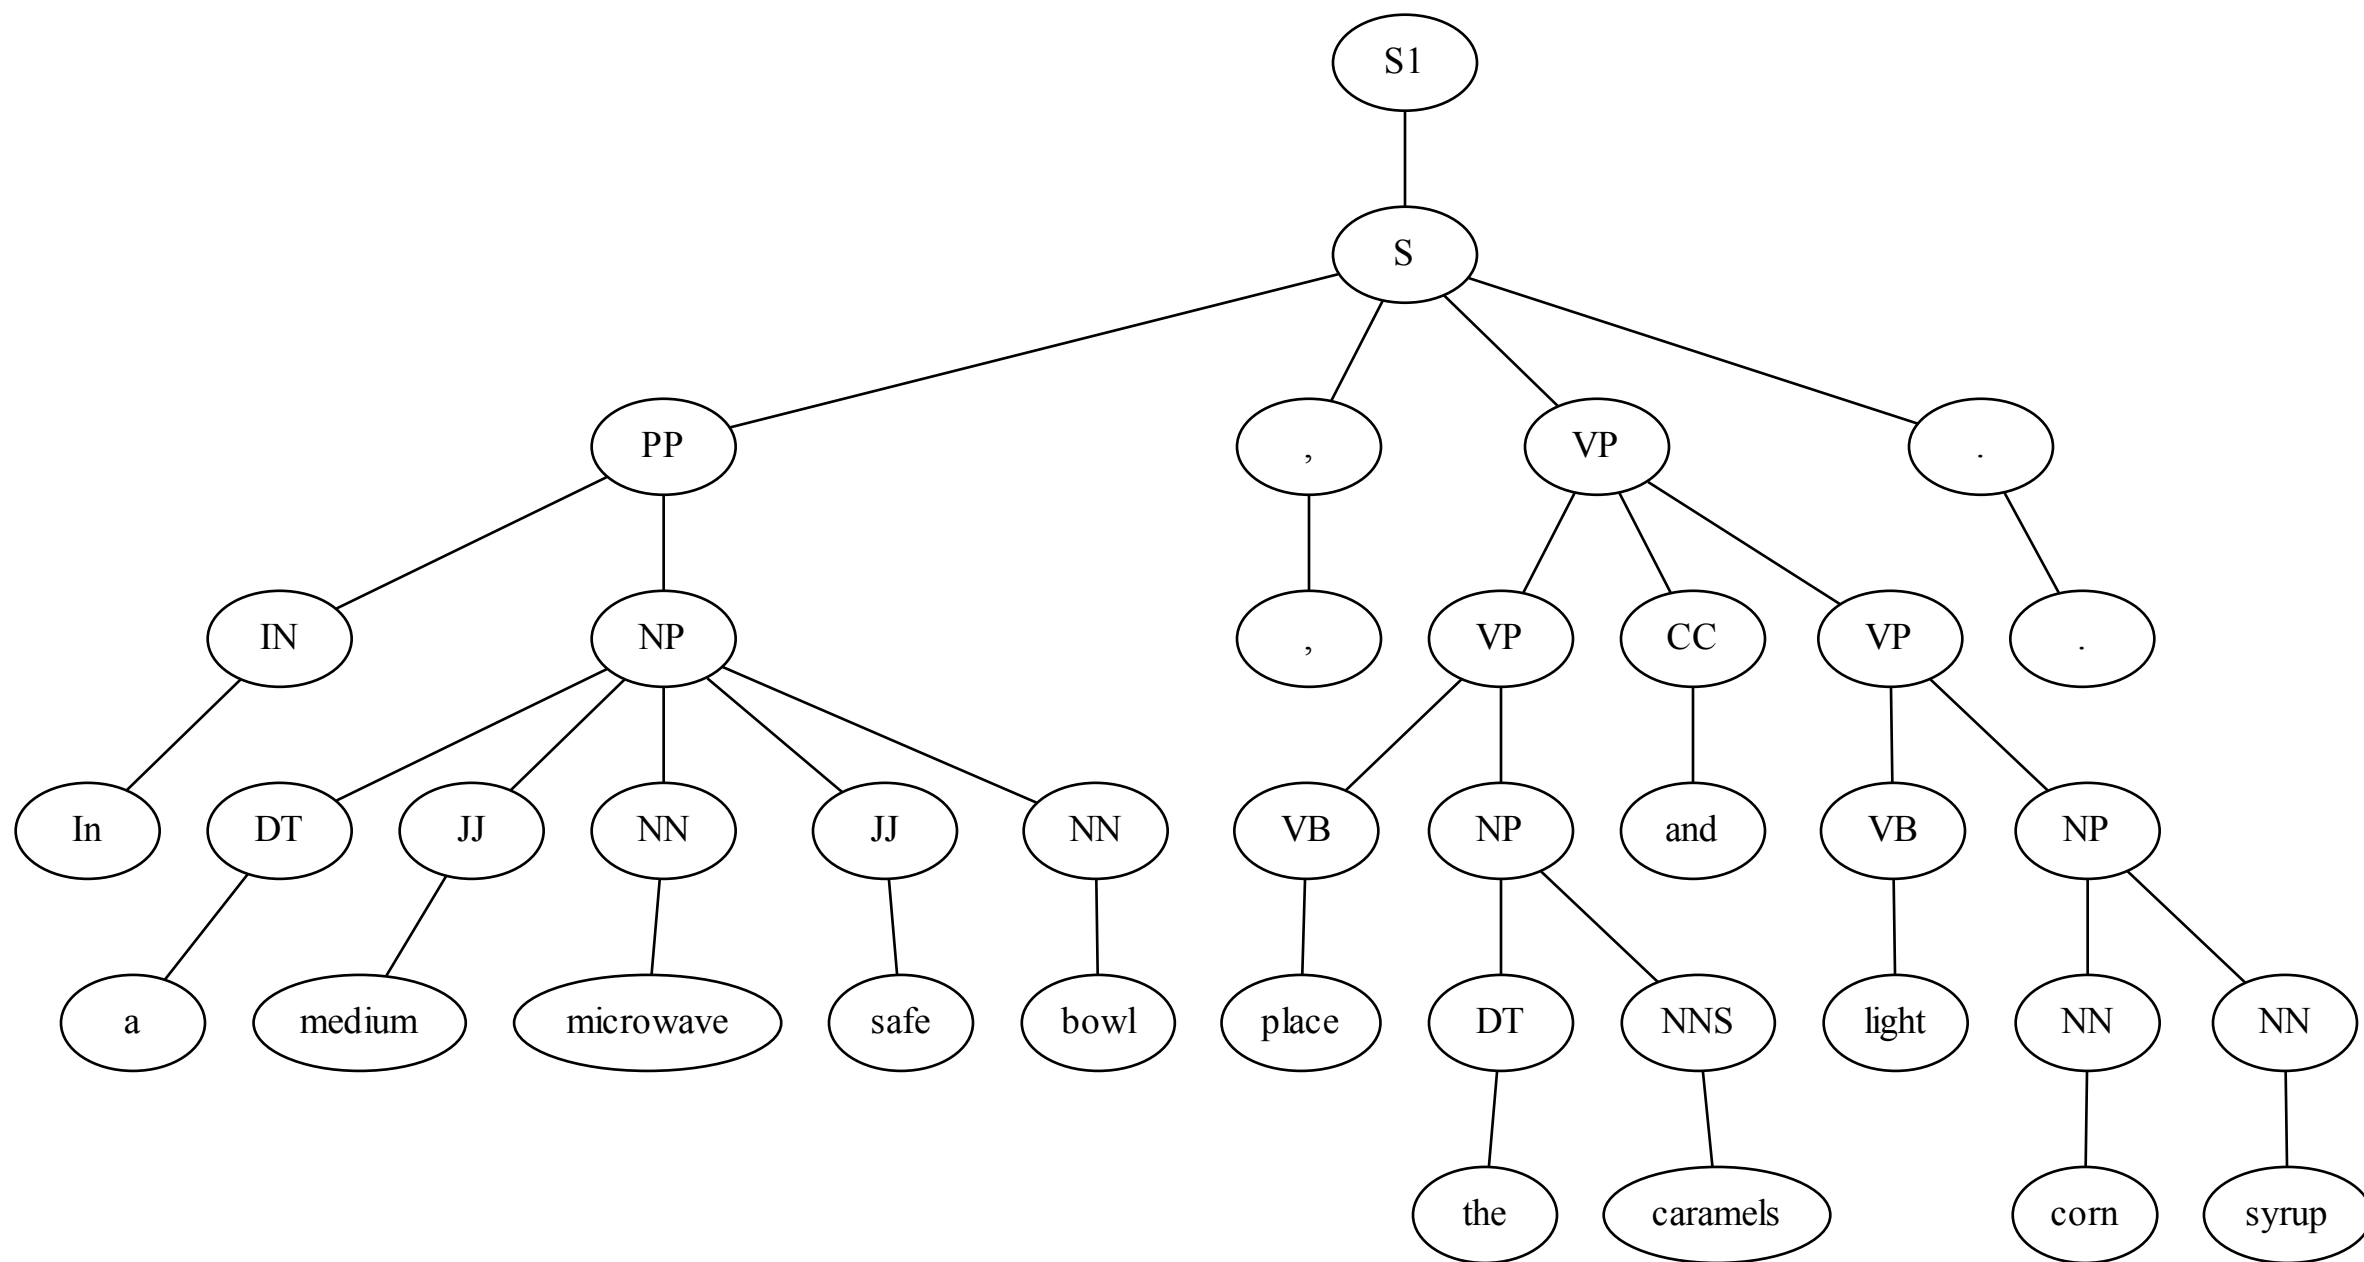 S1
S
PP , VP .
IN NP , VP CC VP .
In DT JJ NN JJ NN VB NP and VB NP
a medium microwave safe bowl place DT NNS light NN NN
the caramels corn syrup